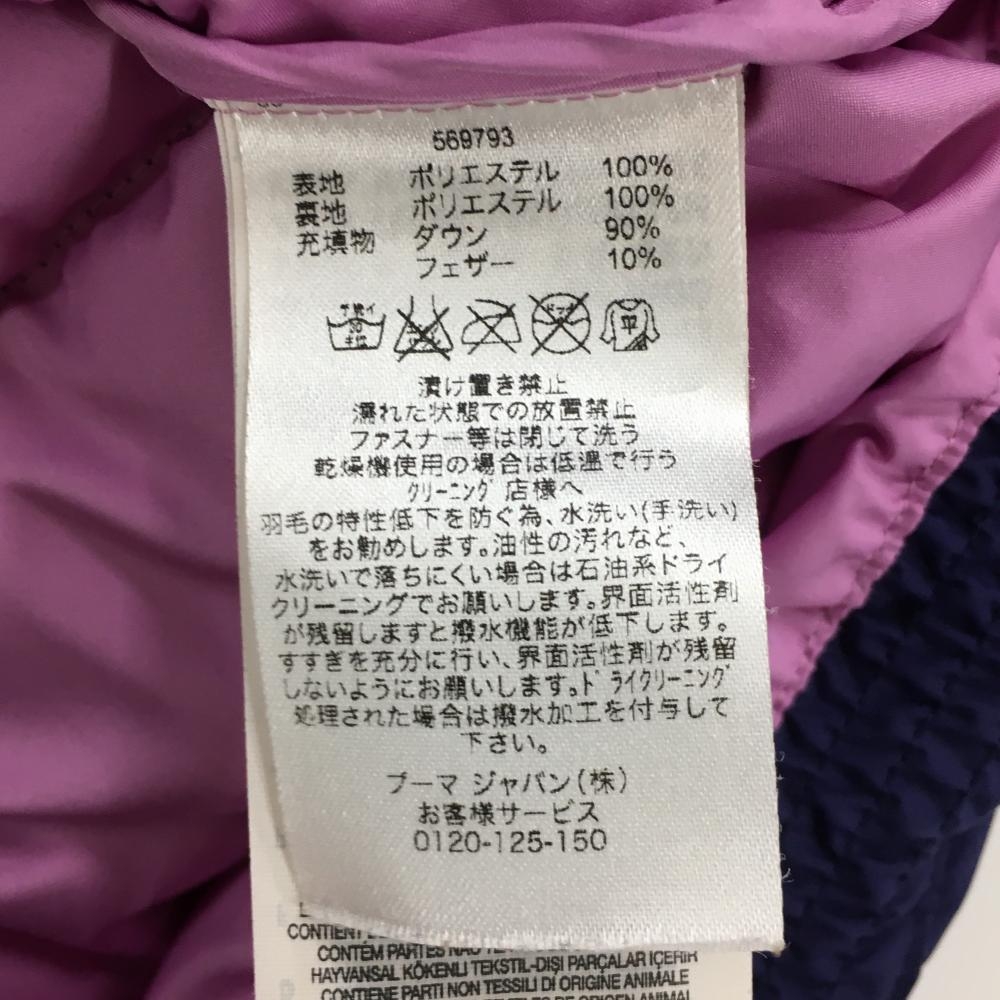 569793
表地 ポリエステル 100%
裏地 ポリエステル 100%
充填物 ダウン 90%
フェザー 10%
手洗イ 30 中性 ドライ 平
漬け置き禁止
濡れた状態での放置禁止
ファスナー等は閉じて洗う
乾燥機使用の場合は低温で行う
クリーニング店様へ
羽毛の特性低下を防ぐ為、水洗い(手洗い)
をお勧めします。油性の汚れなど、
水洗いで落ちにくい場合は石油系ドライ
クリーニングでお願いします。界面活性剤
が残留しますと撥水機能が低下します。
すすぎを充分に行い、界面活性剤が残留
しないようにお願いします。ドライクリーニング
処理された場合は撥水加工を付与して
下さい。
プーマ ジャパン(株)
お客様サービス
0120-125-150
CONTIENT
CONTÉM PARTES NÃO
HAYVANSAL KÖKENLİ TEKSTİL-DIŞI PARÇALAR İÇERİR
CONTIENE PARTI NON TESSILI DI ORIGINE ANIMALE
DE ORIGEN ANIMAL